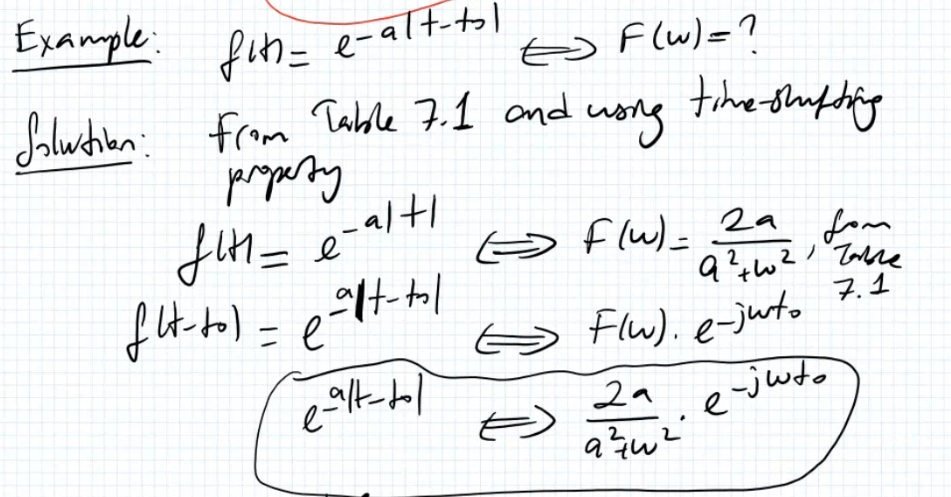 Example: f(t) = e^{-a|t-t₀|} ⟺ F(ω) = ?
Solution: From Table 7.1 and using time-shifting
property
f(t) = e^{-a|t|} ⟺ F(ω) = 2a/(a²+ω²), from Table 7.1
f(t-t₀) = e^{-a|t-t₀|} ⟺ F(ω). e^{-jωt₀}
e^{-a|t-t₀|} ⟺ 2a/(a²+ω²) . e^{-jωt₀}